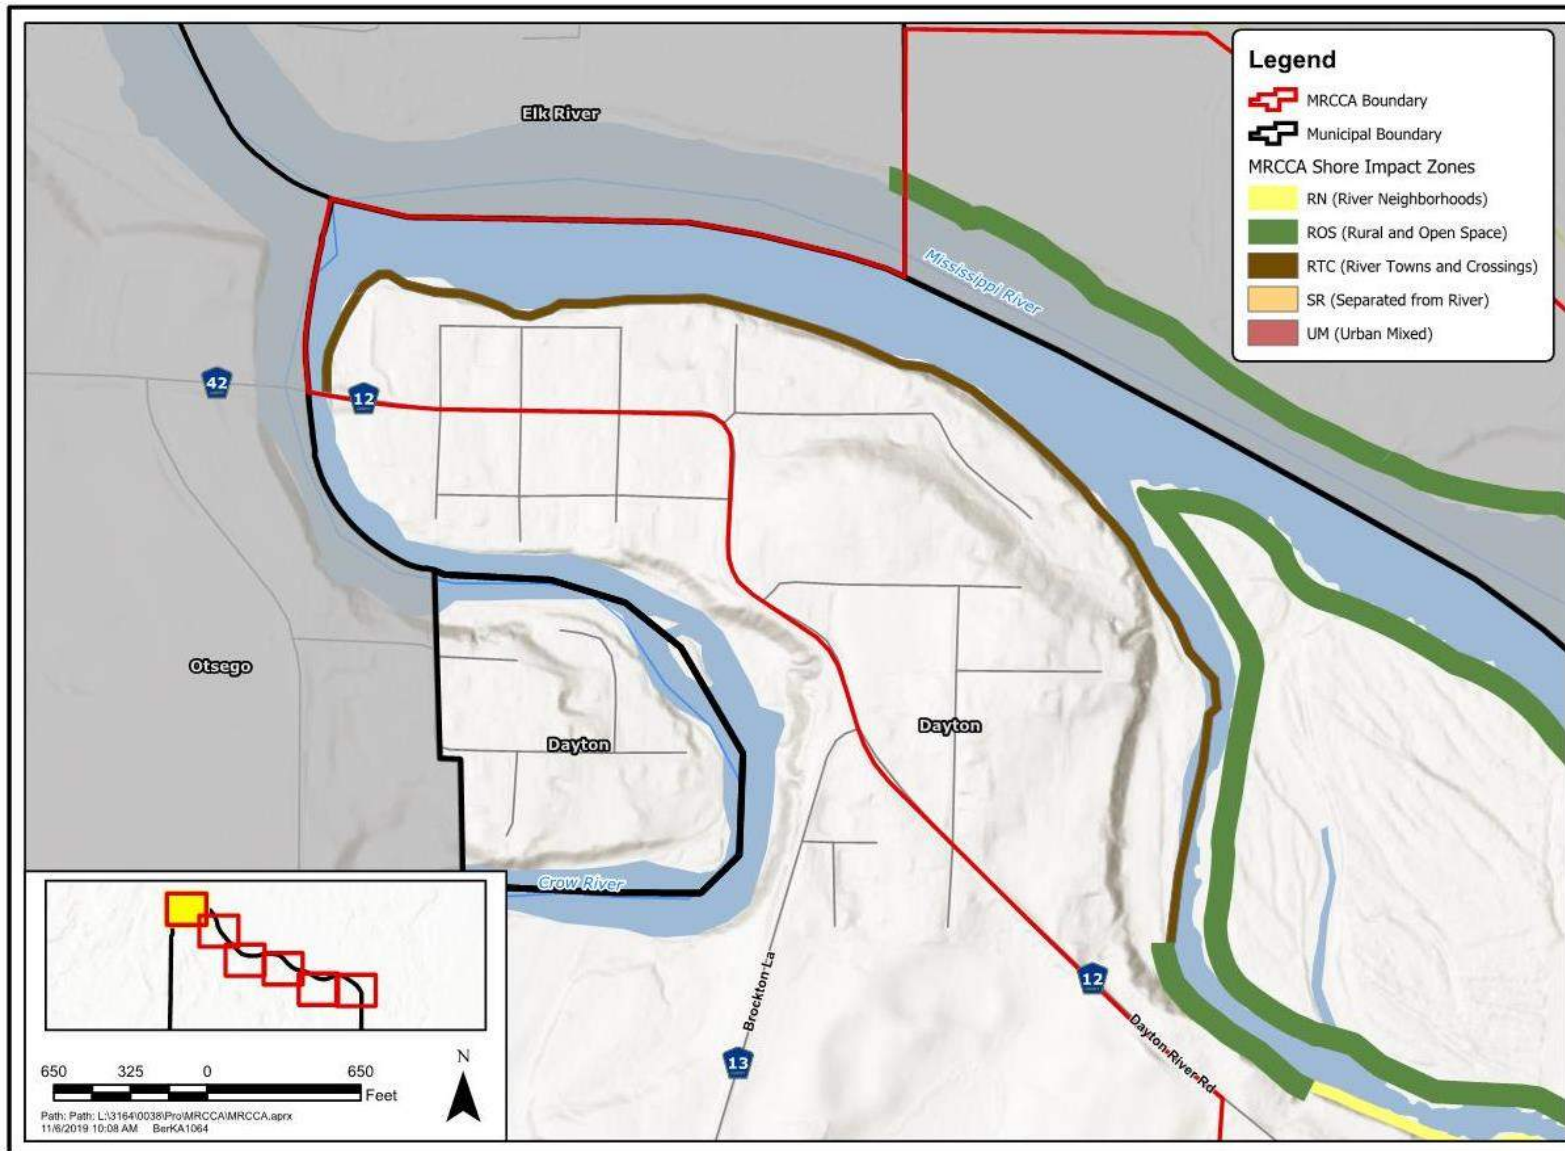 Elk River
Legend
MRCCA Boundary
Municipal Boundary
MRCCA Shore Impact Zones
RN (River Neighborhoods)
ROS (Rural and Open Space)
RTC (River Towns and Crossings)
SR (Separated from River)
UM (Urban Mixed)
Mississippi River
42
12
Otsego
Dayton
Dayton
Crow River
Brockton La
12
Dayton River Rd
13
650 325 0 650
Feet
N
Path: Path: L:\3164\0038\Pro\MRCCA\MRCCA.aprx
11/6/2019 10:08 AM BerKA1064